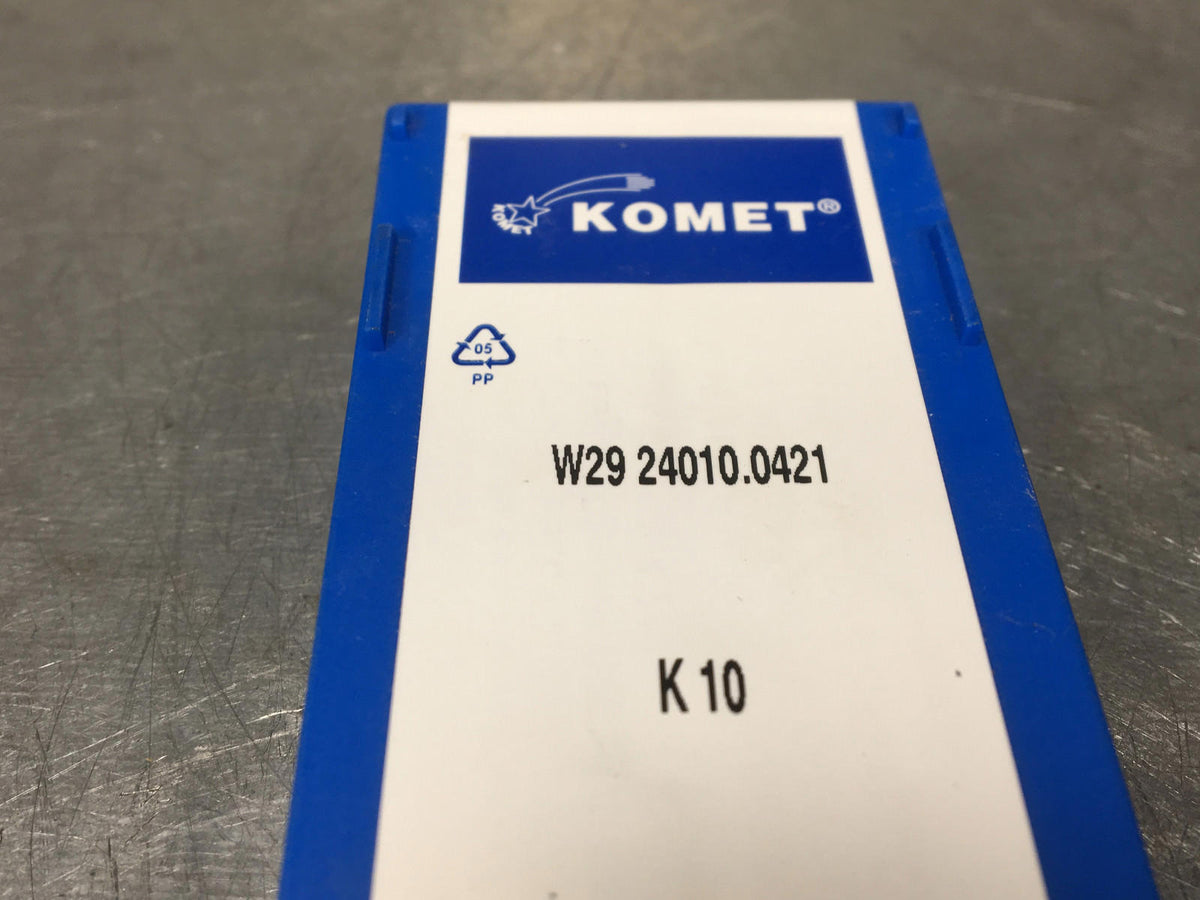 KOMET
KOMET®
05
PP
W29 24010.0421
K 10